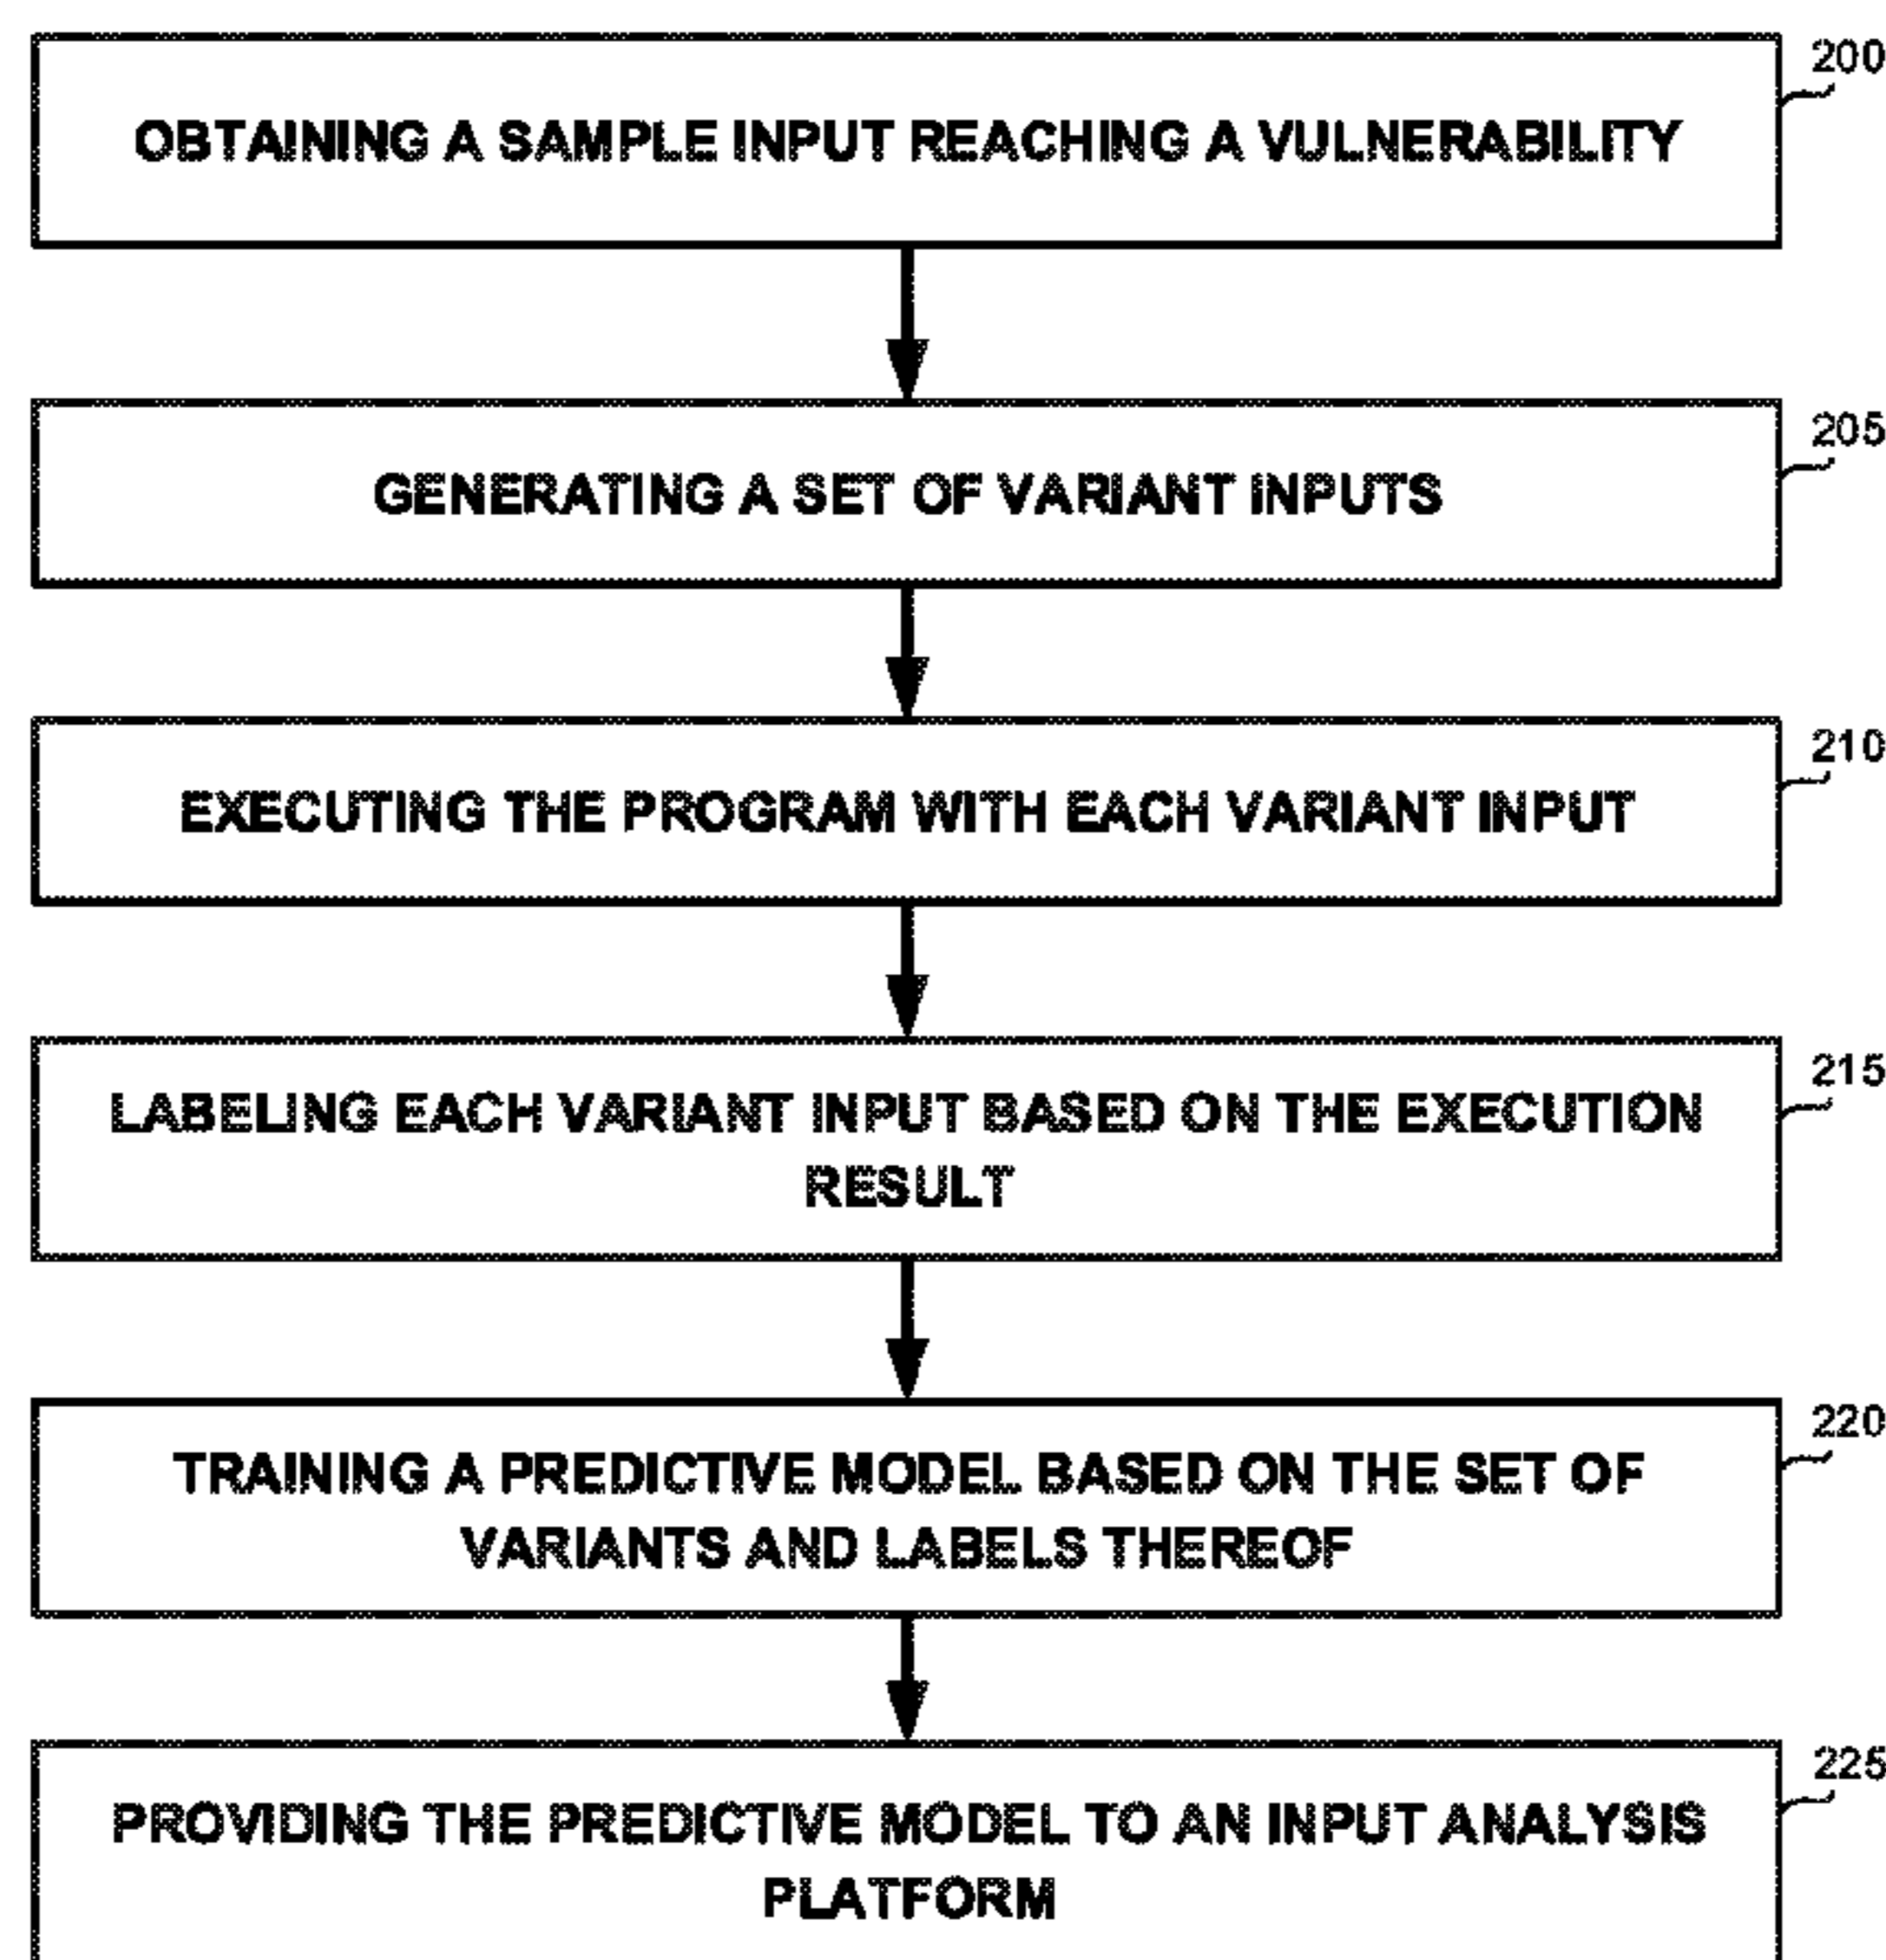 200
OBTAINING A SAMPLE INPUT REACHING A VULNERABILITY
205
GENERATING A SET OF VARIANT INPUTS
210
EXECUTING THE PROGRAM WITH EACH VARIANT INPUT
215
LABELING EACH VARIANT INPUT BASED ON THE EXECUTION
RESULT
220
TRAINING A PREDICTIVE MODEL BASED ON THE SET OF
VARIANTS AND LABELS THEREOF
225
PROVIDING THE PREDICTIVE MODEL TO AN INPUT ANALYSIS
PLATFORM